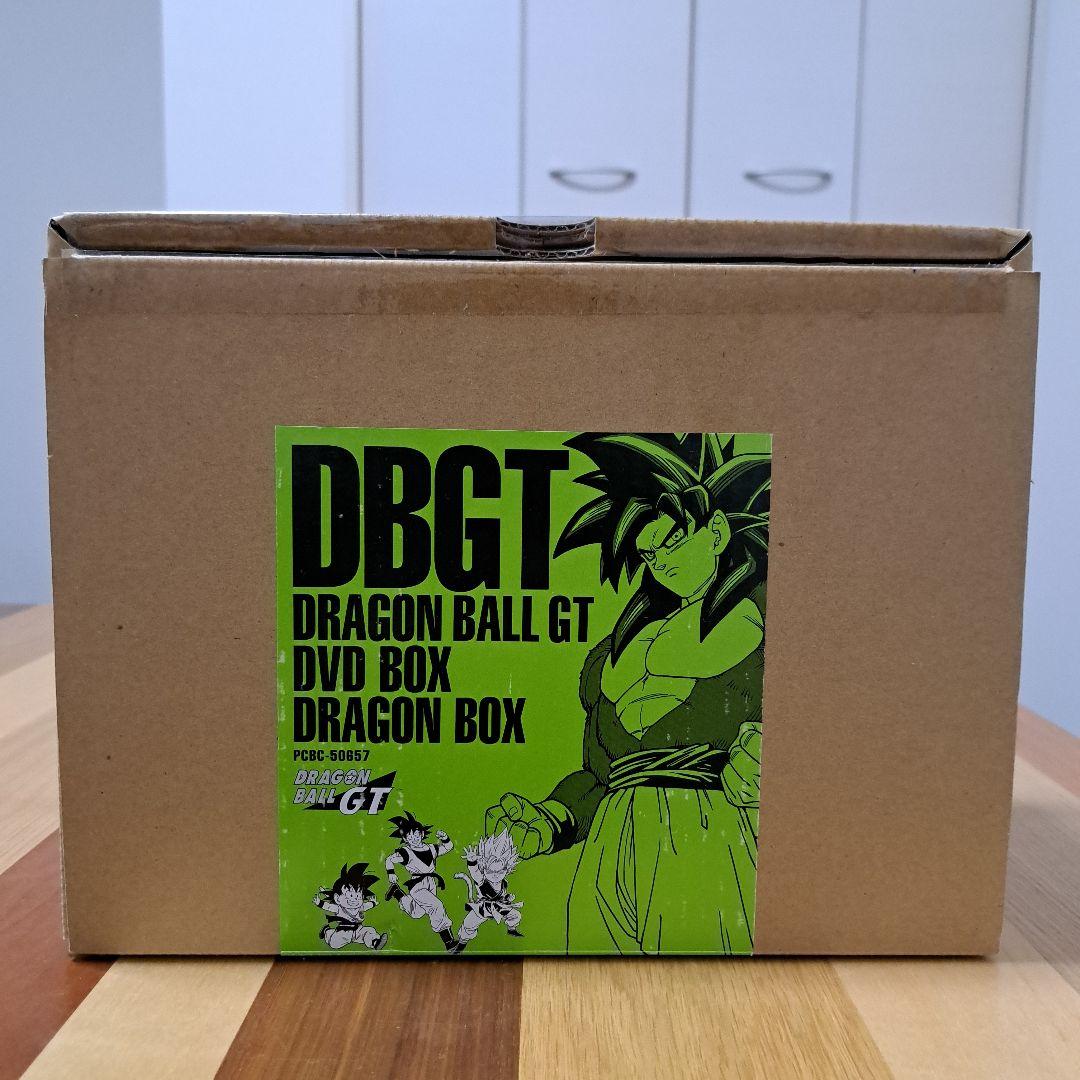 DBGT
DRAGON BALL GT
DVD BOX
DRAGON BOX
PCBC-50657
DRAGON
BALL GT